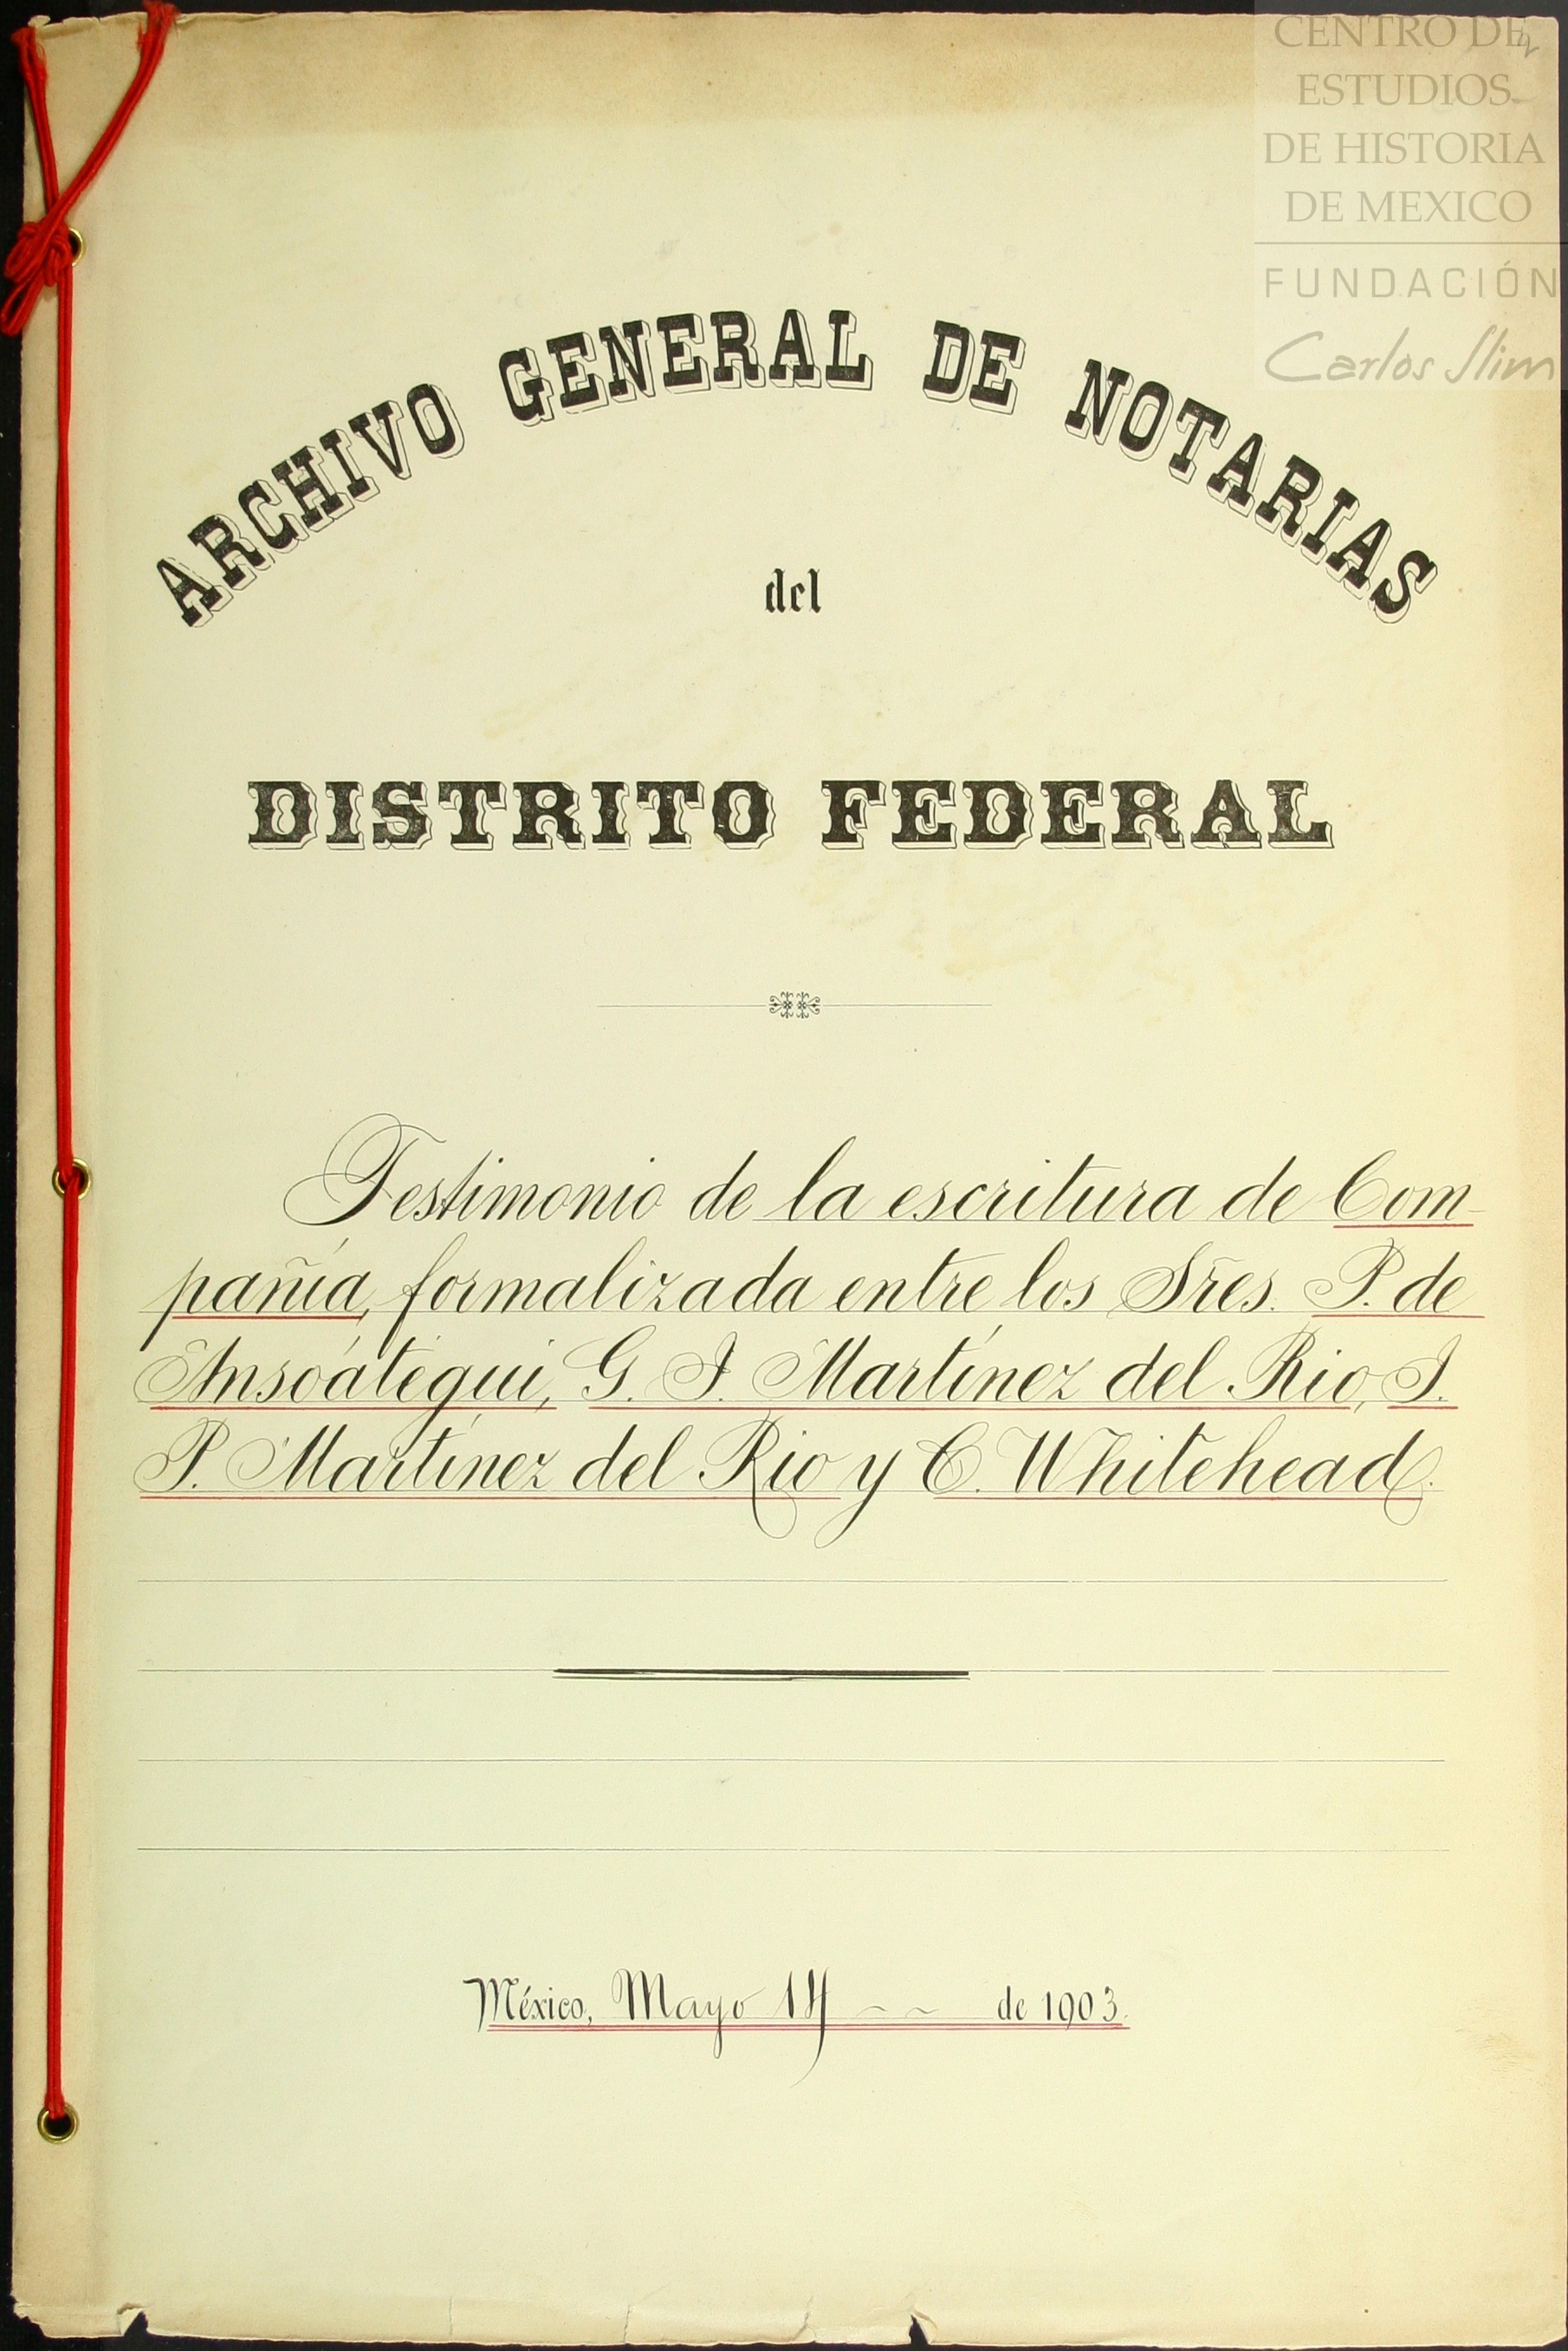 CENTRO DE
ESTUDIOS
DE HISTORIA
DE MEXICO
FUNDACIÓN
Carlos Slim
ARCHIVO GENERAL DE NOTARIAS
del
DISTRITO FEDERAL
Testimonio de la escritura de Com-
pañía, formalizada entre los Sres. P. de
Ansoátegui, G. I. Martínez del Rio, I.
P. Martínez del Rio y C. Whitehead.
México, Mayo 14 ~ ~ de 1903.